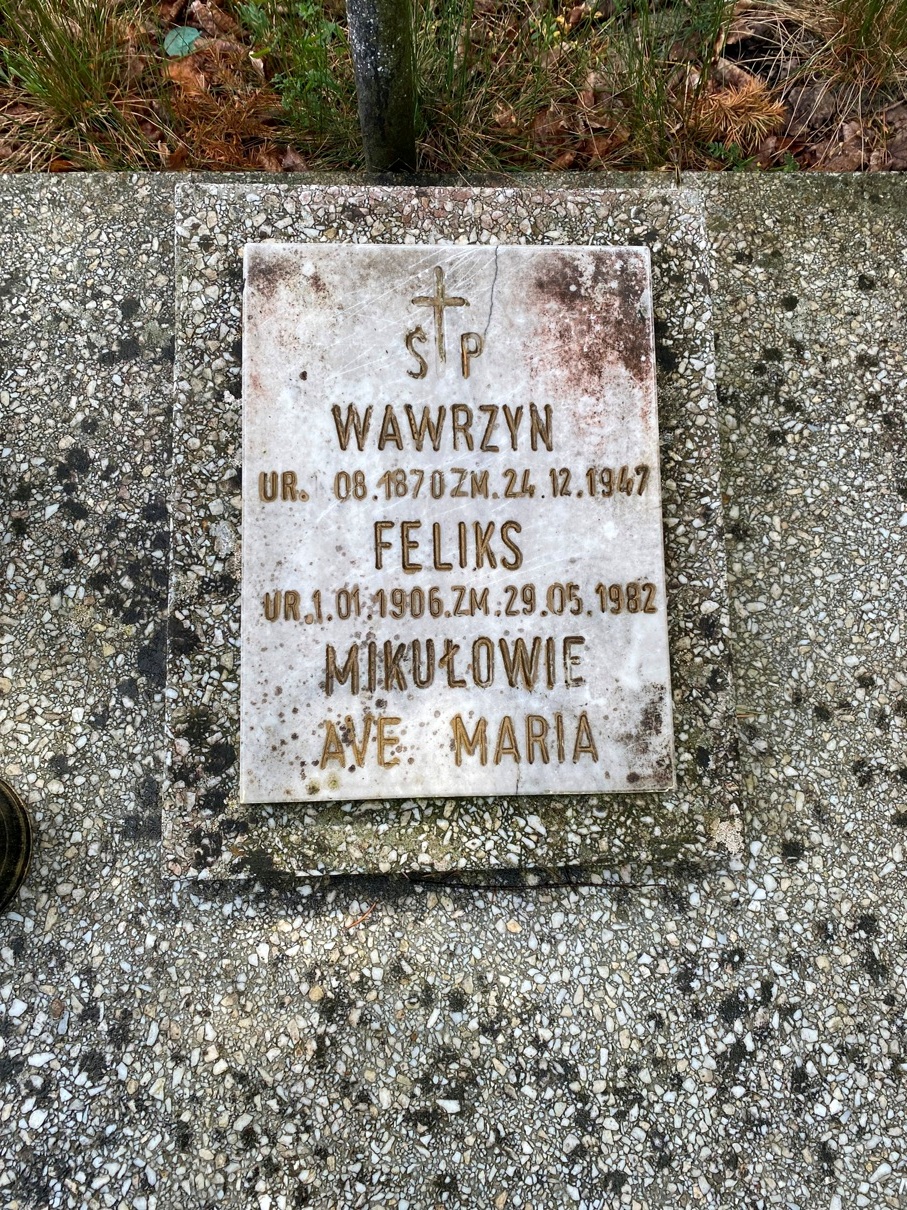 Ś P
WAWRZYN
UR. 08.1870 ZM. 24.12.1947
FELIKS
UR. 1.01.1906. ZM. 29.05.1982
MIKUŁOWIE
AVE MARIA